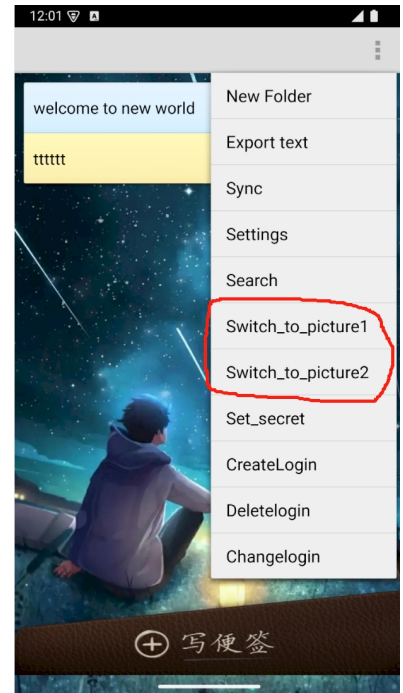 12:01
A
welcome to new world
tttttt
New Folder
Export text
Sync
Settings
Search
Switch_to_picture1
Switch_to_picture2
Set_secret
CreateLogin
Deletelogin
Changelogin
写便签